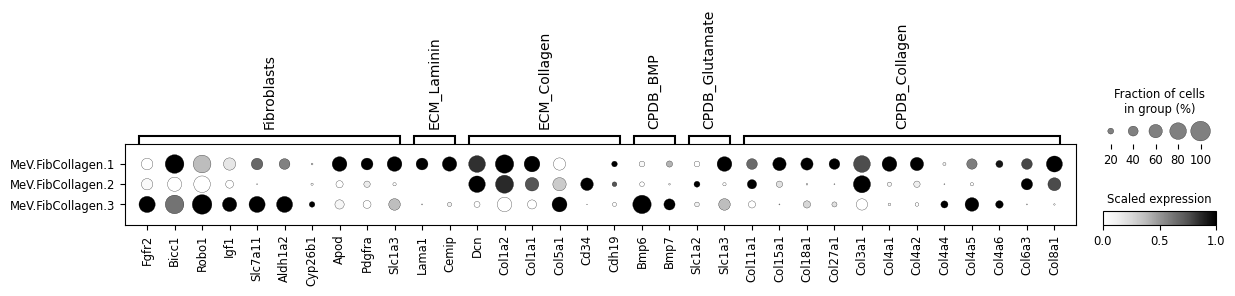 Fibroblasts
ECM_Laminin
ECM_Collagen
CPDB_BMP
CPDB_Glutamate
CPDB_Collagen
MeV.FibCollagen.1
MeV.FibCollagen.2
MeV.FibCollagen.3
Fgfr2
Bicc1
Robo1
Igf1
Slc7a11
Aldh1a2
Cyp26b1
Apod
Pdgfra
Slc1a3
Lama1
Cemip
Dcn
Col1a2
Col1a1
Col5a1
Cd34
Cdh19
Bmp6
Bmp7
Slc1a2
Slc1a3
Col11a1
Col15a1
Col18a1
Col27a1
Col3a1
Col4a1
Col4a2
Col4a4
Col4a5
Col4a6
Col6a3
Col8a1
Fraction of cells
in group (%)
20 40 60 80 100
Scaled expression
0.0 0.5 1.0